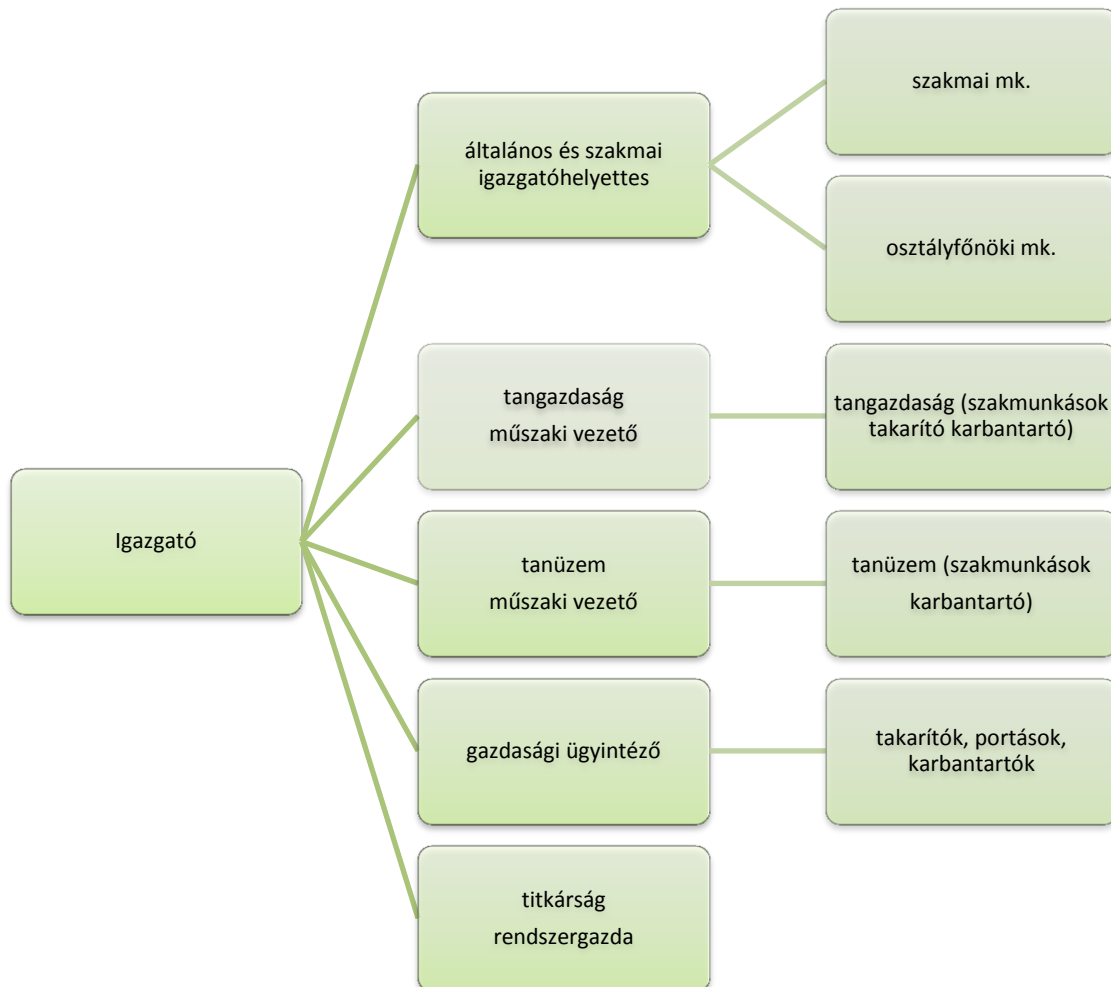 szakmai mk.
általános és szakmai
igazgatóhelyettes
osztályfőnöki mk.
tangazdaság
műszaki vezető
tangazdaság (szakmunkások
takarító karbantartó)
Igazgató
tanüzem
műszaki vezető
tanüzem (szakmunkások
karbantartó)
gazdasági ügyintéző
takarítók, portások,
karbantartók
titkárság
rendszergazda